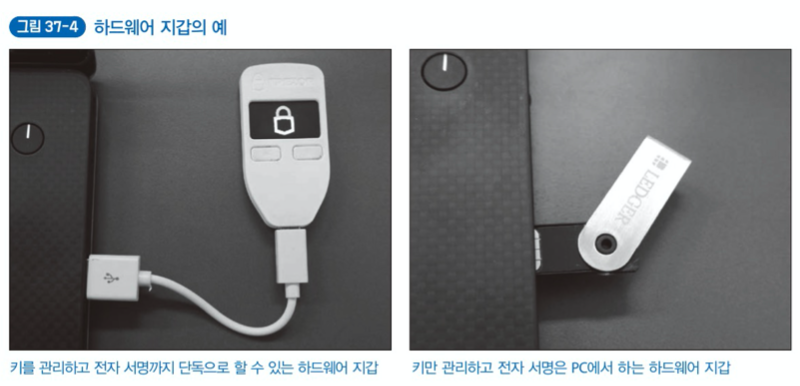 그림 37-4 하드웨어 지갑의 예
LEDGER
키를 관리하고 전자 서명까지 단독으로 할 수 있는 하드웨어 지갑
키만 관리하고 전자 서명은 PC에서 하는 하드웨어 지갑